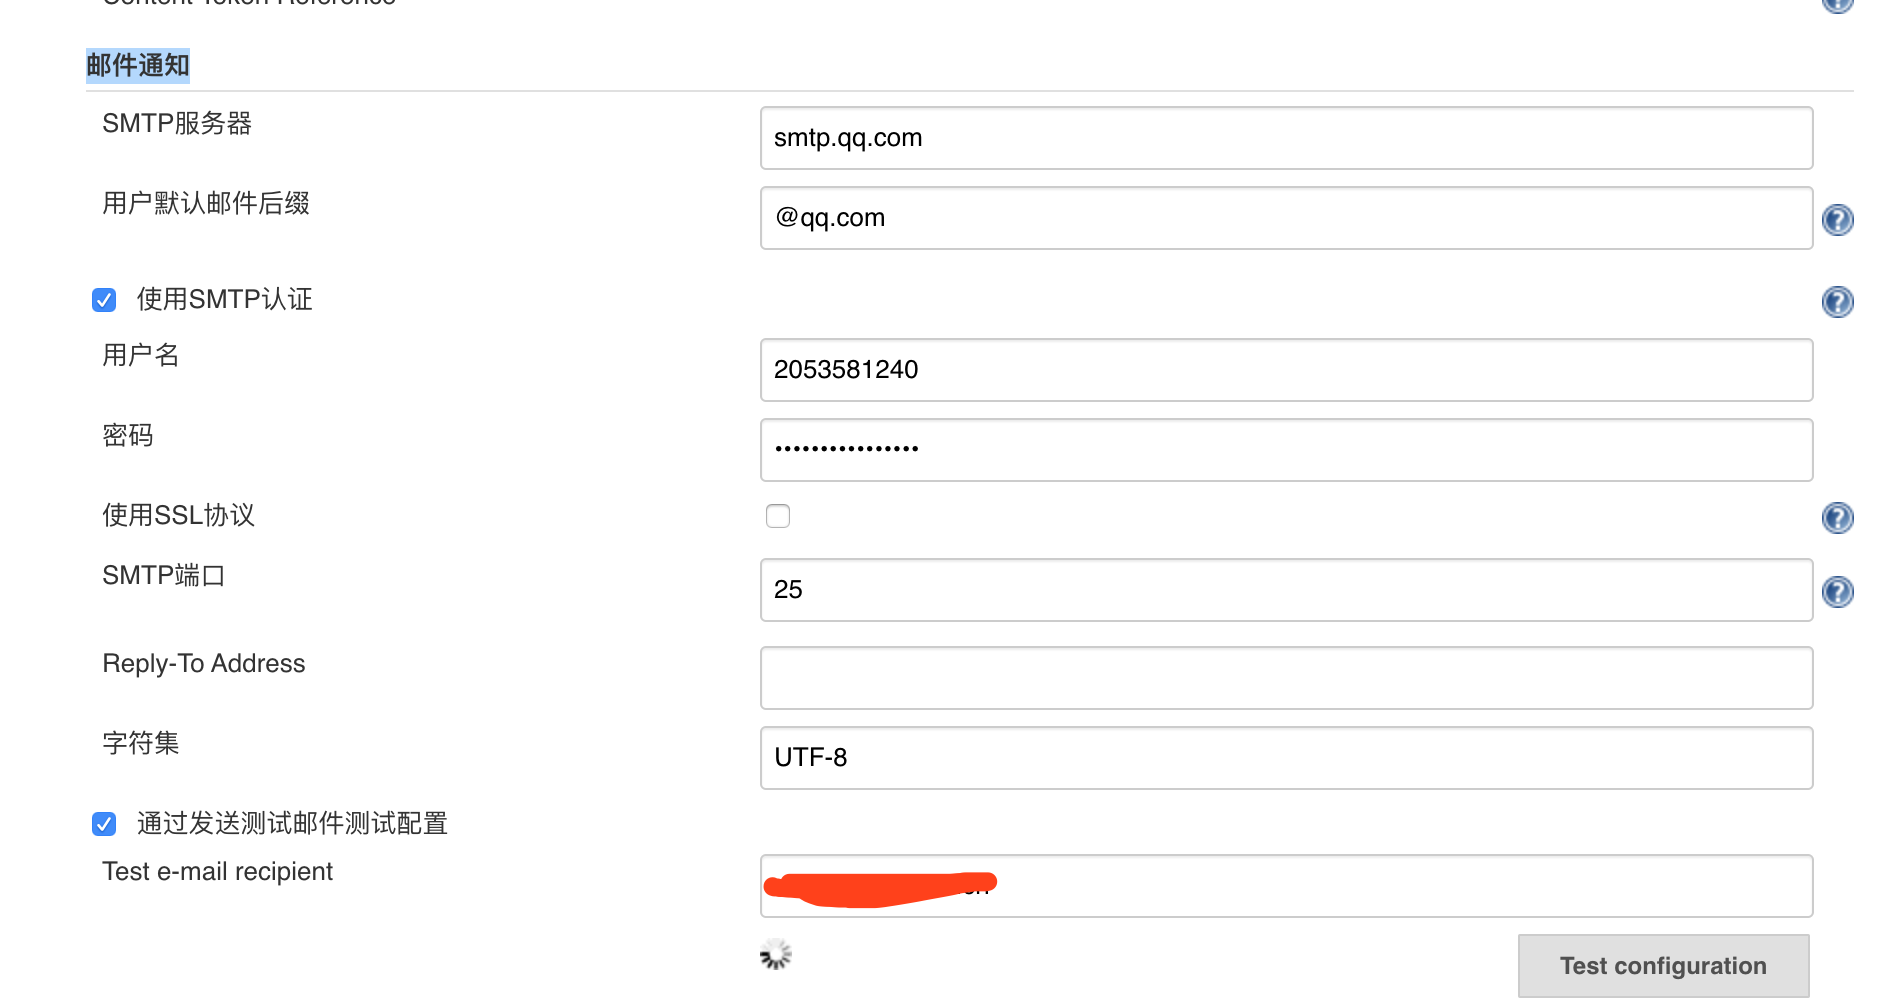 Content Token Reference
邮件通知
SMTP服务器
smtp.qq.com
用户默认邮件后缀
@qq.com
使用SMTP认证
用户名
2053581240
密码
••••••••••••••••
使用SSL协议
SMTP端口
25
Reply-To Address
字符集
UTF-8
通过发送测试邮件测试配置
Test e-mail recipient
Test configuration